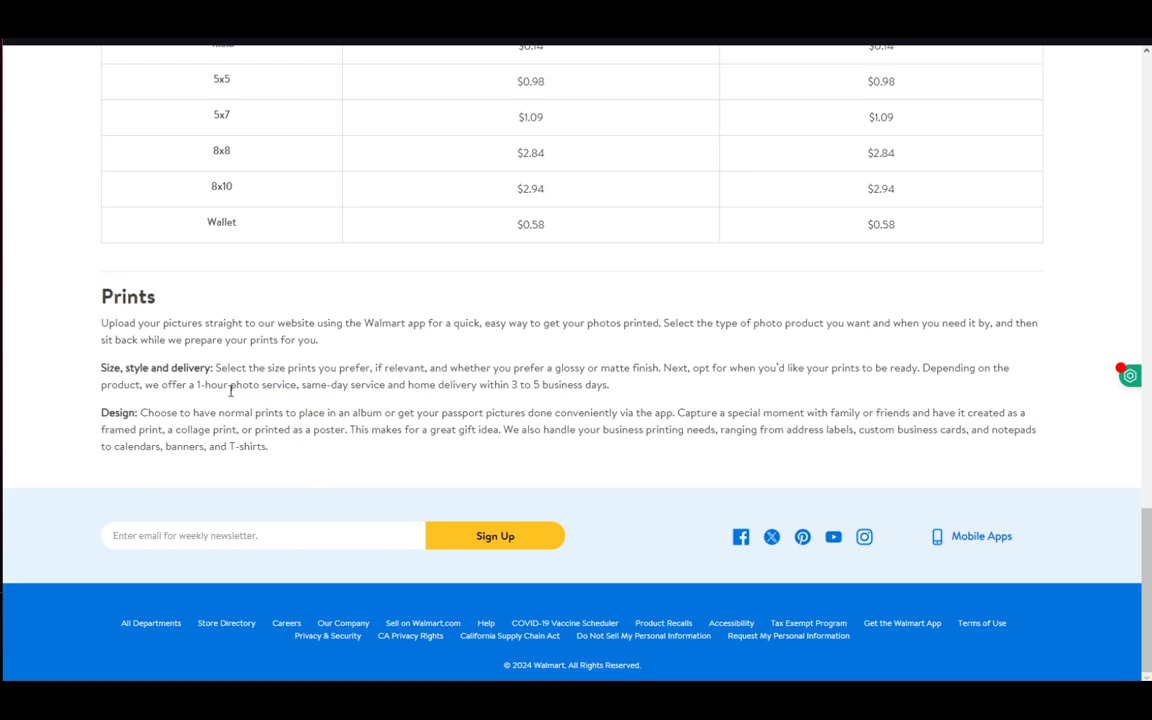 $0.14 $0.14
5x5 $0.98 $0.98
5x7 $1.09 $1.09
8x8 $2.84 $2.84
8x10 $2.94 $2.94
Wallet $0.58 $0.58
Prints
Upload your pictures straight to our website using the Walmart app for a quick, easy way to get your photos printed. Select the type of photo product you want and when you need it by, and then
sit back while we prepare your prints for you.
Size, style and delivery: Select the size prints you prefer, if relevant, and whether you prefer a glossy or matte finish. Next, opt for when you'd like your prints to be ready. Depending on the
product, we offer a 1-hour photo service, same-day service and home delivery within 3 to 5 business days.
Design: Choose to have normal prints to place in an album or get your passport pictures done conveniently via the app. Capture a special moment with family or friends and have it created as a
framed print, a collage print, or printed as a poster. This makes for a great gift idea. We also handle your business printing needs, ranging from address labels, custom business cards, and notepads
to calendars, banners, and T-shirts.
Enter email for weekly newsletter. Sign Up Mobile Apps
All Departments Store Directory Careers Our Company Sell on Walmart.com Help COVID-19 Vaccine Scheduler Product Recalls Accessibility Tax Exempt Program Get the Walmart App Terms of Use
Privacy & Security CA Privacy Rights California Supply Chain Act Do Not Sell My Personal Information Request My Personal Information
© 2024 Walmart. All Rights Reserved.